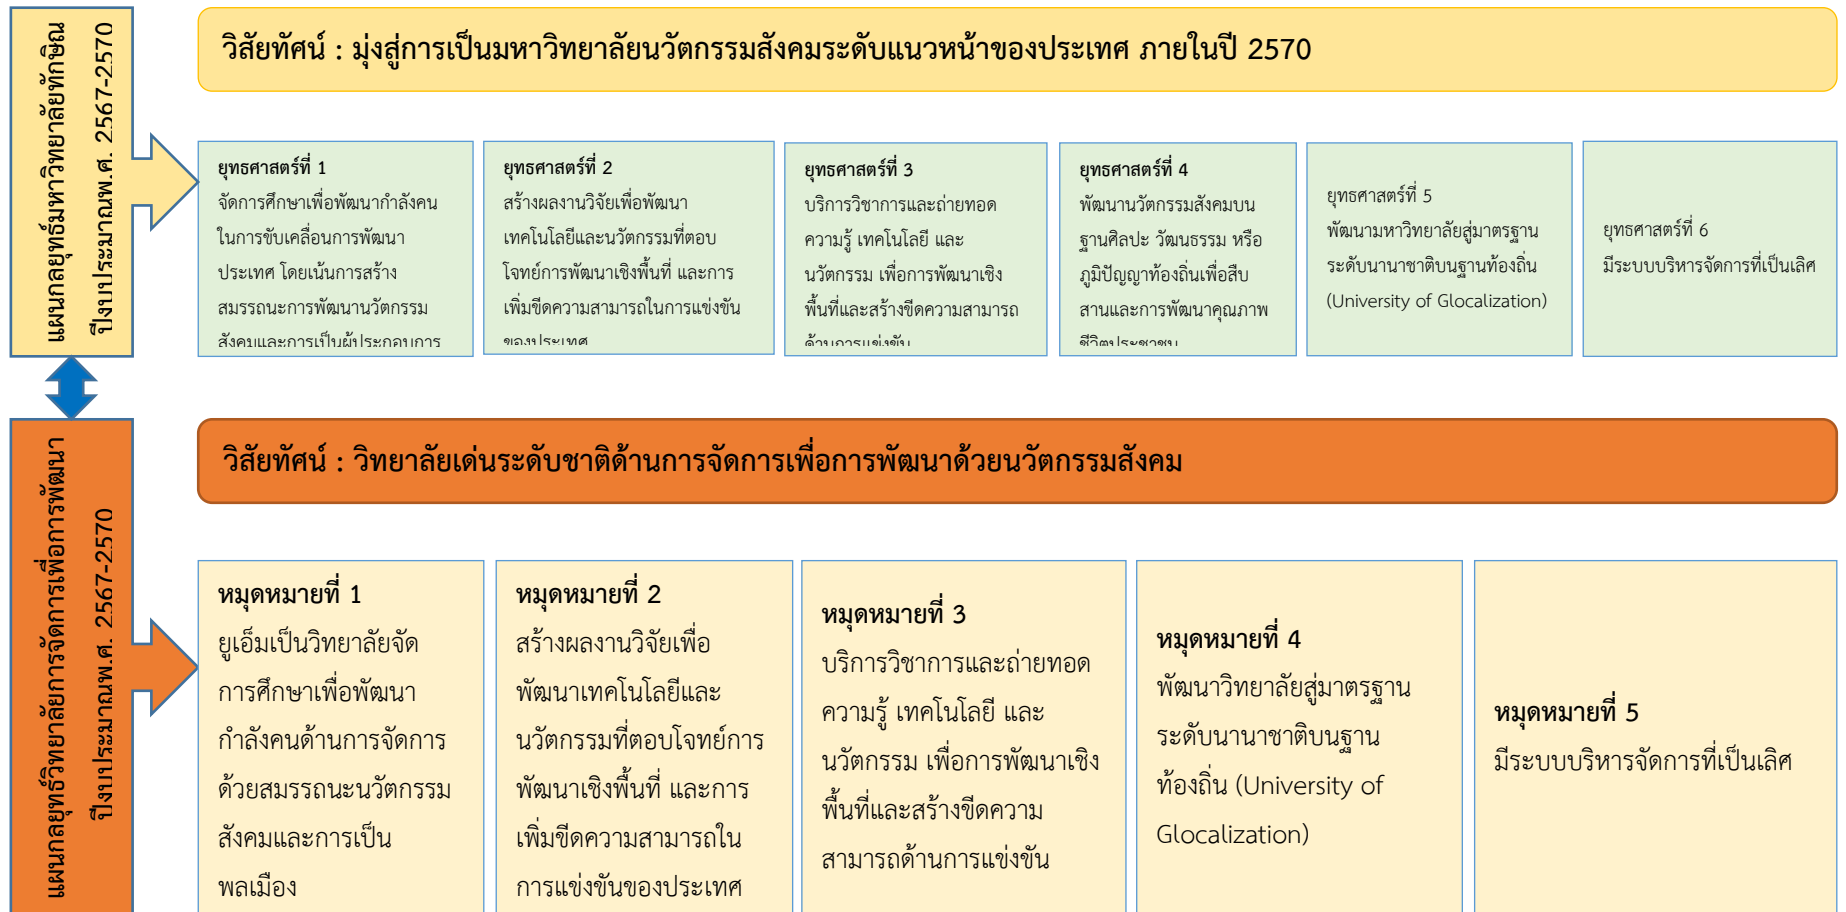 แผนกลยุทธ์มหาวิทยาลัยทักษิณ
ปีงบประมาณพ.ศ. 2567-2570
วิสัยทัศน์ : มุ่งสู่การเป็นมหาวิทยาลัยนวัตกรรมสังคมระดับแนวหน้าของประเทศ ภายในปี 2570
ยุทธศาสตร์ที่ 1
จัดการศึกษาเพื่อพัฒนากำลังคน
ในการขับเคลื่อนการพัฒนา
ประเทศ โดยเน้นการสร้าง
สมรรถนะการพัฒนานวัตกรรม
สังคมและการเป็นผู้ประกอบการ
ยุทธศาสตร์ที่ 2
สร้างผลงานวิจัยเพื่อพัฒนา
เทคโนโลยีและนวัตกรรมที่ตอบ
โจทย์การพัฒนาเชิงพื้นที่ และการ
เพิ่มขีดความสามารถในการแข่งขัน
ของประเทศ
ยุทธศาสตร์ที่ 3
บริการวิชาการและถ่ายทอด
ความรู้ เทคโนโลยี และ
นวัตกรรม เพื่อการพัฒนาเชิง
พื้นที่และสร้างขีดความสามารถ
ด้านการแข่งขัน
ยุทธศาสตร์ที่ 4
พัฒนานวัตกรรมสังคมบน
ฐานศิลปะ วัฒนธรรม หรือ
ภูมิปัญญาท้องถิ่นเพื่อสืบ
สานและการพัฒนาคุณภาพ
ชีวิตประชาชน
ยุทธศาสตร์ที่ 5
พัฒนามหาวิทยาลัยสู่มาตรฐาน
ระดับนานาชาติบนฐานท้องถิ่น
(University of Glocalization)
ยุทธศาสตร์ที่ 6
มีระบบบริหารจัดการที่เป็นเลิศ
แผนกลยุทธ์วิทยาลัยการจัดการเพื่อการพัฒนา
ปีงบประมาณพ.ศ. 2567-2570
วิสัยทัศน์ : วิทยาลัยเด่นระดับชาติด้านการจัดการเพื่อการพัฒนาด้วยนวัตกรรมสังคม
หมุดหมายที่ 1
ยูเอ็มเป็นวิทยาลัยจัด
การศึกษาเพื่อพัฒนา
กำลังคนด้านการจัดการ
ด้วยสมรรถนะนวัตกรรม
สังคมและการเป็น
พลเมือง
หมุดหมายที่ 2
สร้างผลงานวิจัยเพื่อ
พัฒนาเทคโนโลยีและ
นวัตกรรมที่ตอบโจทย์การ
พัฒนาเชิงพื้นที่ และการ
เพิ่มขีดความสามารถใน
การแข่งขันของประเทศ
หมุดหมายที่ 3
บริการวิชาการและถ่ายทอด
ความรู้ เทคโนโลยี และ
นวัตกรรม เพื่อการพัฒนาเชิง
พื้นที่และสร้างขีดความ
สามารถด้านการแข่งขัน
หมุดหมายที่ 4
พัฒนาวิทยาลัยสู่มาตรฐาน
ระดับนานาชาติบนฐาน
ท้องถิ่น (University of
Glocalization)
หมุดหมายที่ 5
มีระบบบริหารจัดการที่เป็นเลิศ